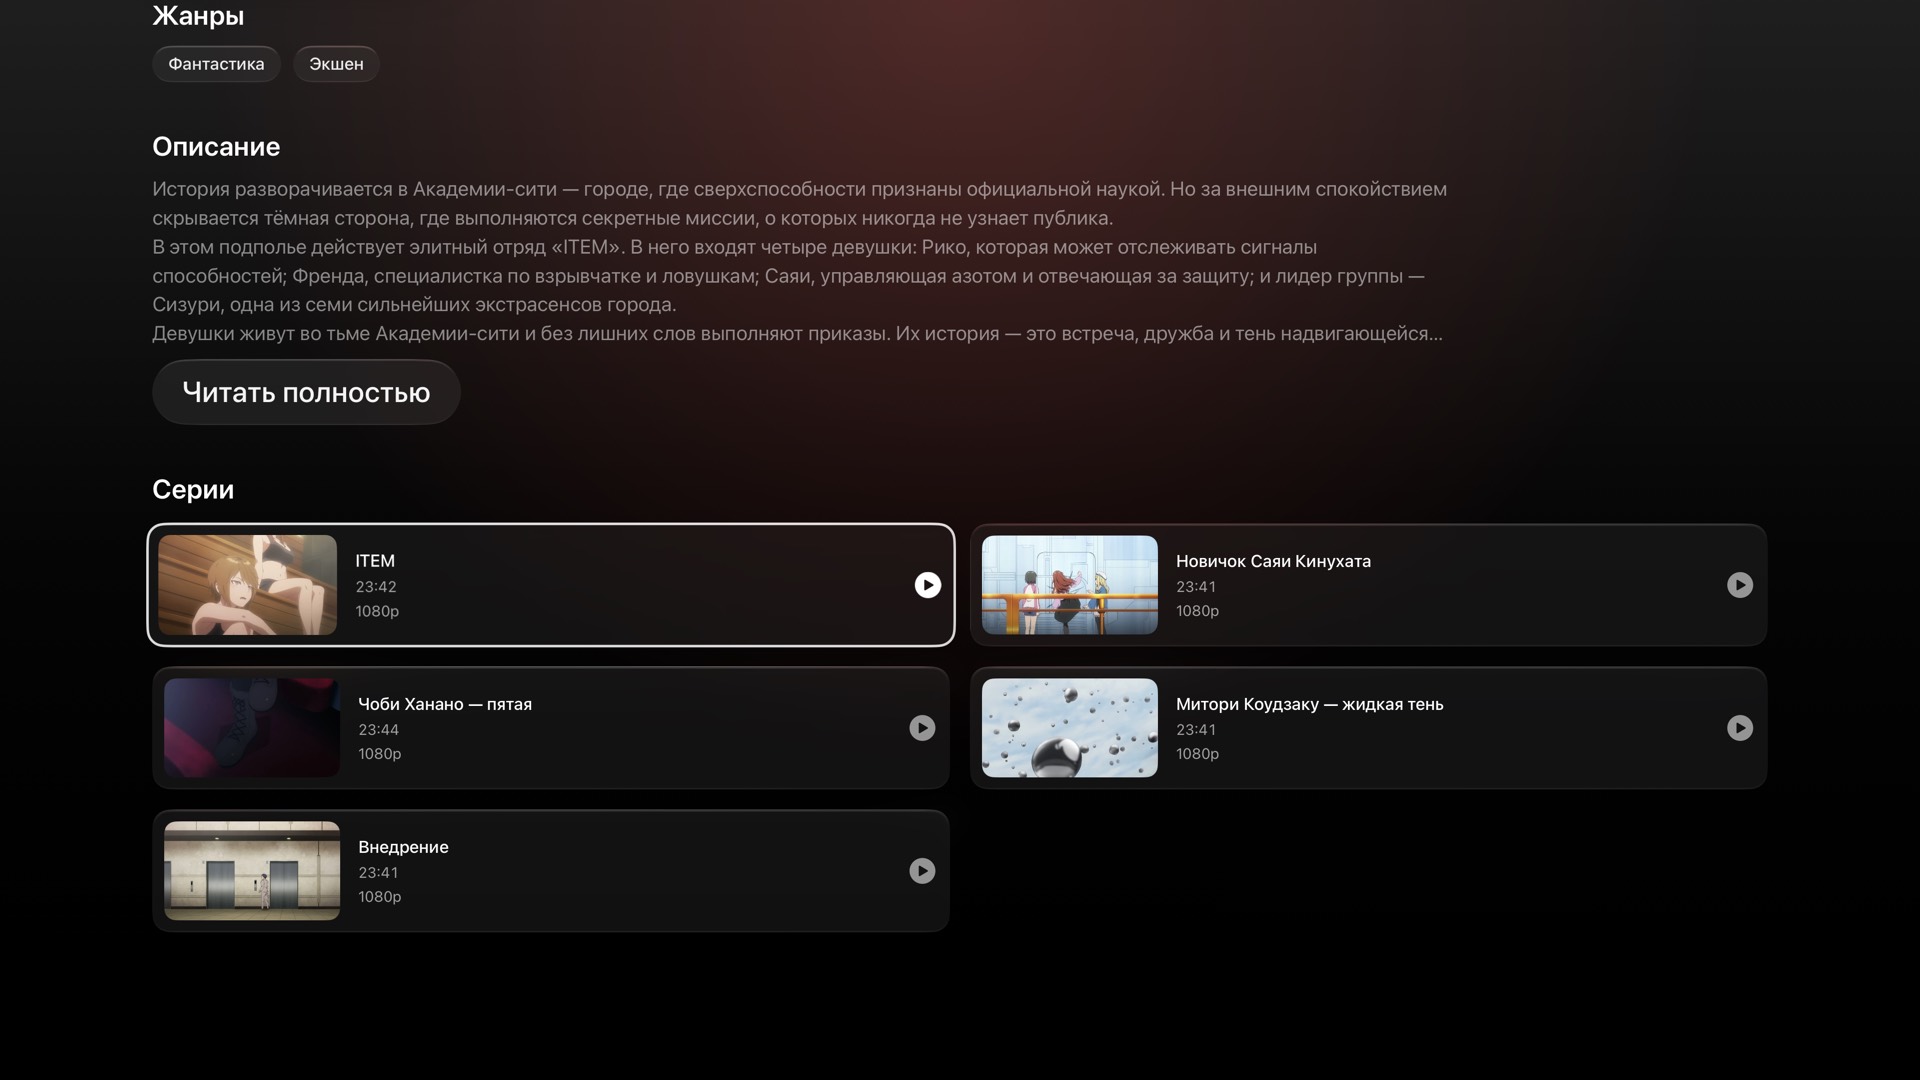 Жанры
Фантастика
Экшен
Описание
История разворачивается в Академии-сити — городе, где сверхспособности признаны официальной наукой. Но за внешним спокойствием
скрывается тёмная сторона, где выполняются секретные миссии, о которых никогда не узнает публика.
В этом подполье действует элитный отряд «ITEM». В него входят четыре девушки: Рико, которая может отслеживать сигналы
способностей; Френда, специалистка по взрывчатке и ловушкам; Саяи, управляющая азотом и отвечающая за защиту; и лидер группы —
Сизури, одна из семи сильнейших экстрасенсов города.
Девушки живут во тьме Академии-сити и без лишних слов выполняют приказы. Их история — это встреча, дружба и тень надвигающейся...
Читать полностью
Серии
ITEM
23:42
1080p
Новичок Саяи Кинухата
23:41
1080p
Чоби Ханано — пятая
23:44
1080p
Митори Коудзаку — жидкая тень
23:41
1080p
Внедрение
23:41
1080p